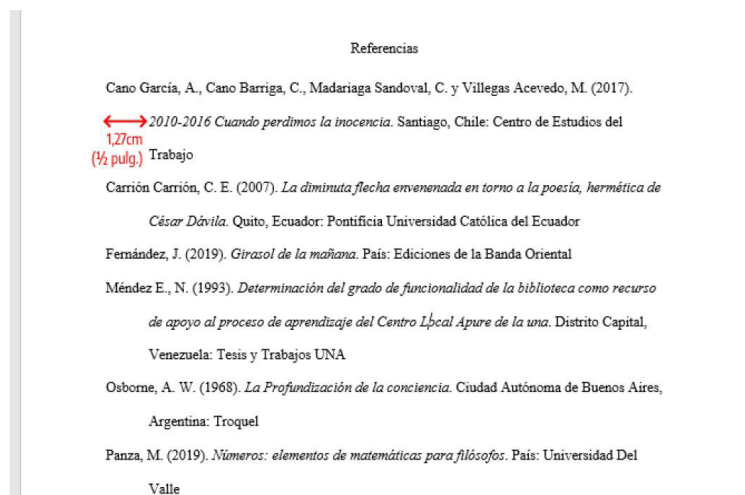 Referencias
Cano García, A., Cano Barriga, C., Madariaga Sandoval, C. y Villegas Acevedo, M. (2017).
2010-2016 Cuando perdimos la inocencia. Santiago, Chile: Centro de Estudios del
1,27cm
(½ pulg.) Trabajo
Carrión Carrión, C. E. (2007). La diminuta flecha envenenada en torno a la poesía, hermética de
César Dávila. Quito, Ecuador: Pontificia Universidad Católica del Ecuador
Fernández, J. (2019). Girasol de la mañana. País: Ediciones de la Banda Oriental
Méndez E., N. (1993). Determinación del grado de funcionalidad de la biblioteca como recurso
de apoyo al proceso de aprendizaje del Centro Local Apure de la una. Distrito Capital,
Venezuela: Tesis y Trabajos UNA
Osborne, A. W. (1968). La Profundización de la conciencia. Ciudad Autónoma de Buenos Aires,
Argentina: Troquel
Panza, M. (2019). Números: elementos de matemáticas para filósofos. País: Universidad Del
Valle